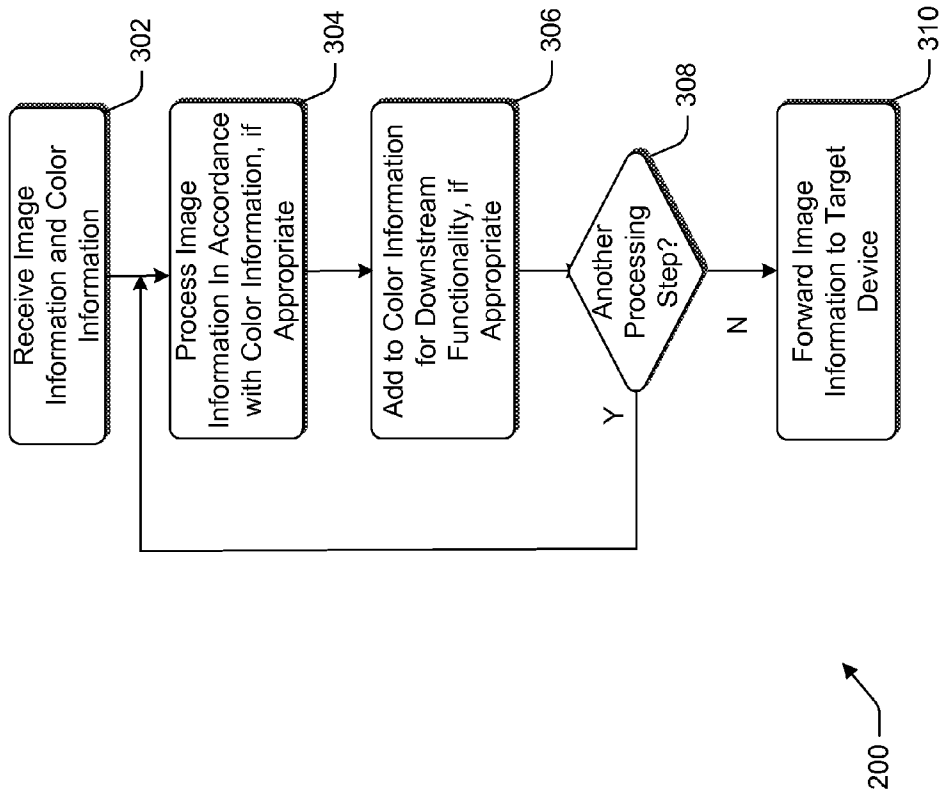 Receive Image
Information and Color
Information
302
Process Image
Information In Accordance
with Color Information, if
Appropriate
304
Add to Color Information
for Downstream
Functionality, if
Appropriate
306
Another
Processing
Step?
308
Y
N
Forward Image
Information to Target
Device
310
200